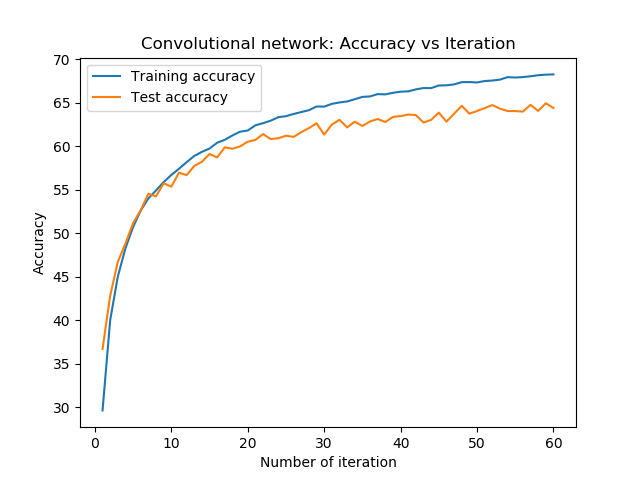 Convolutional network: Accuracy vs Iteration
Training accuracy
Test accuracy
70
65
60
55
50
45
40
35
30
Accuracy
0 10 20 30 40 50 60
Number of iteration